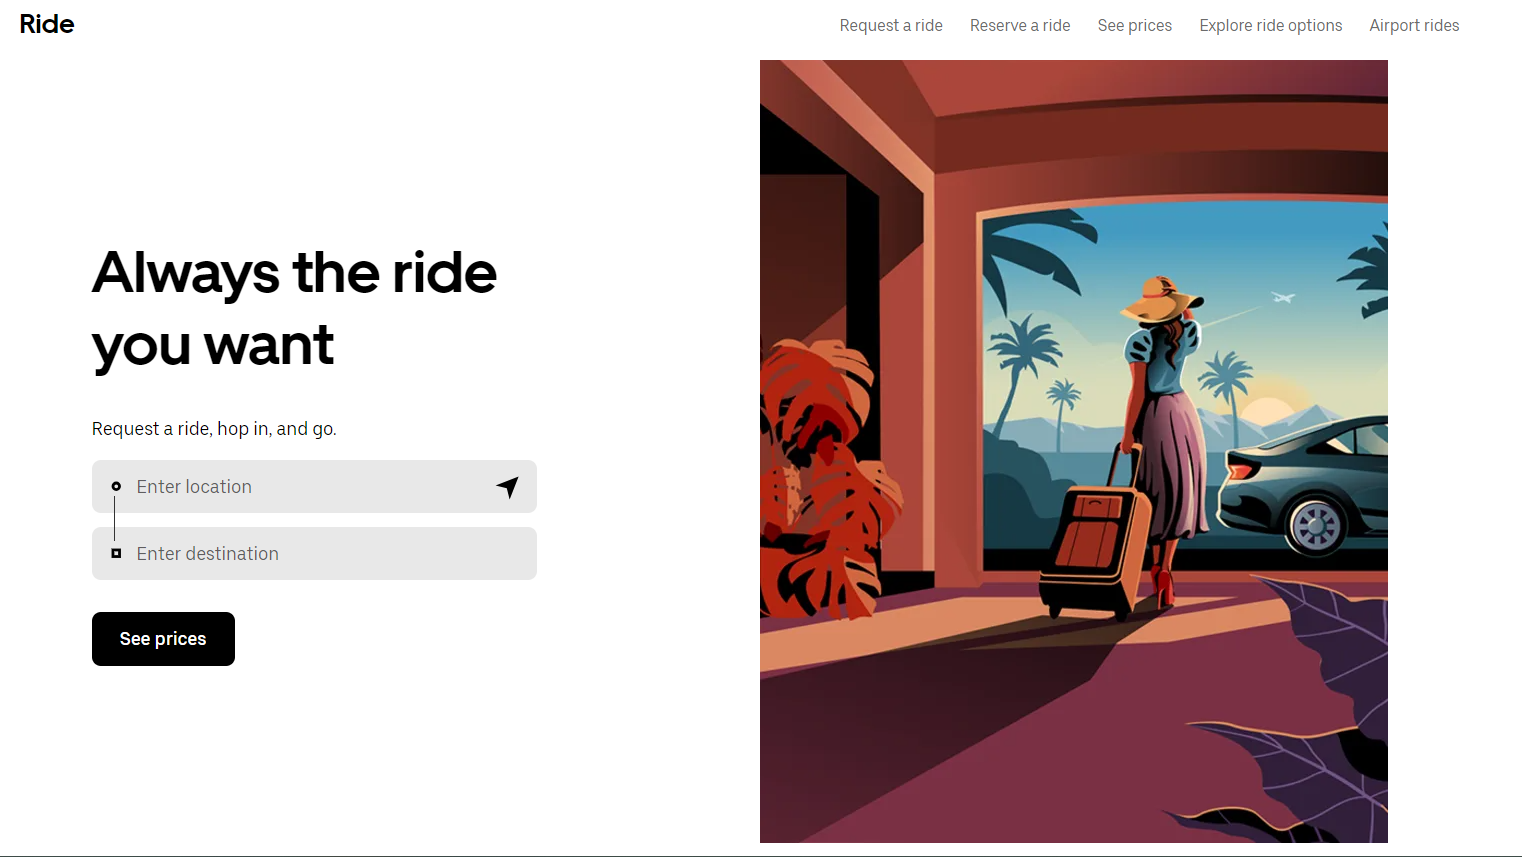 Ride
Request a ride
Reserve a ride
See prices
Explore ride options
Airport rides
Always the ride
you want
Request a ride, hop in, and go.
Enter location
Enter destination
See prices